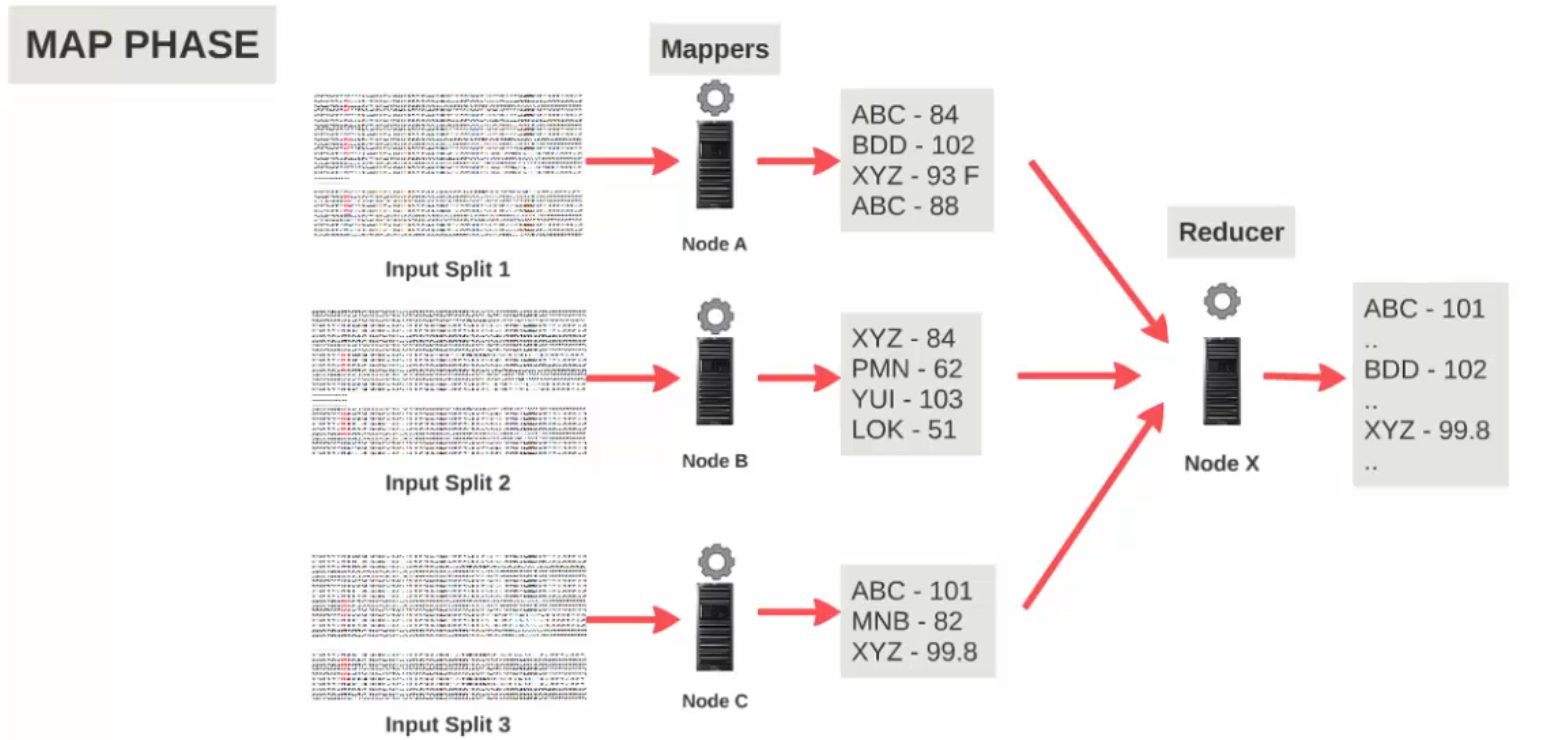 MAP PHASE
Mappers
ABC - 84
BDD - 102
XYZ - 93 F
ABC - 88
Node A
Input Split 1
Reducer
XYZ - 84
PMN - 62
YUI - 103
LOK - 51
Node B
Input Split 2
ABC - 101
..
BDD - 102
..
XYZ - 99.8
..
Node X
ABC - 101
MNB - 82
XYZ - 99.8
Node C
Input Split 3